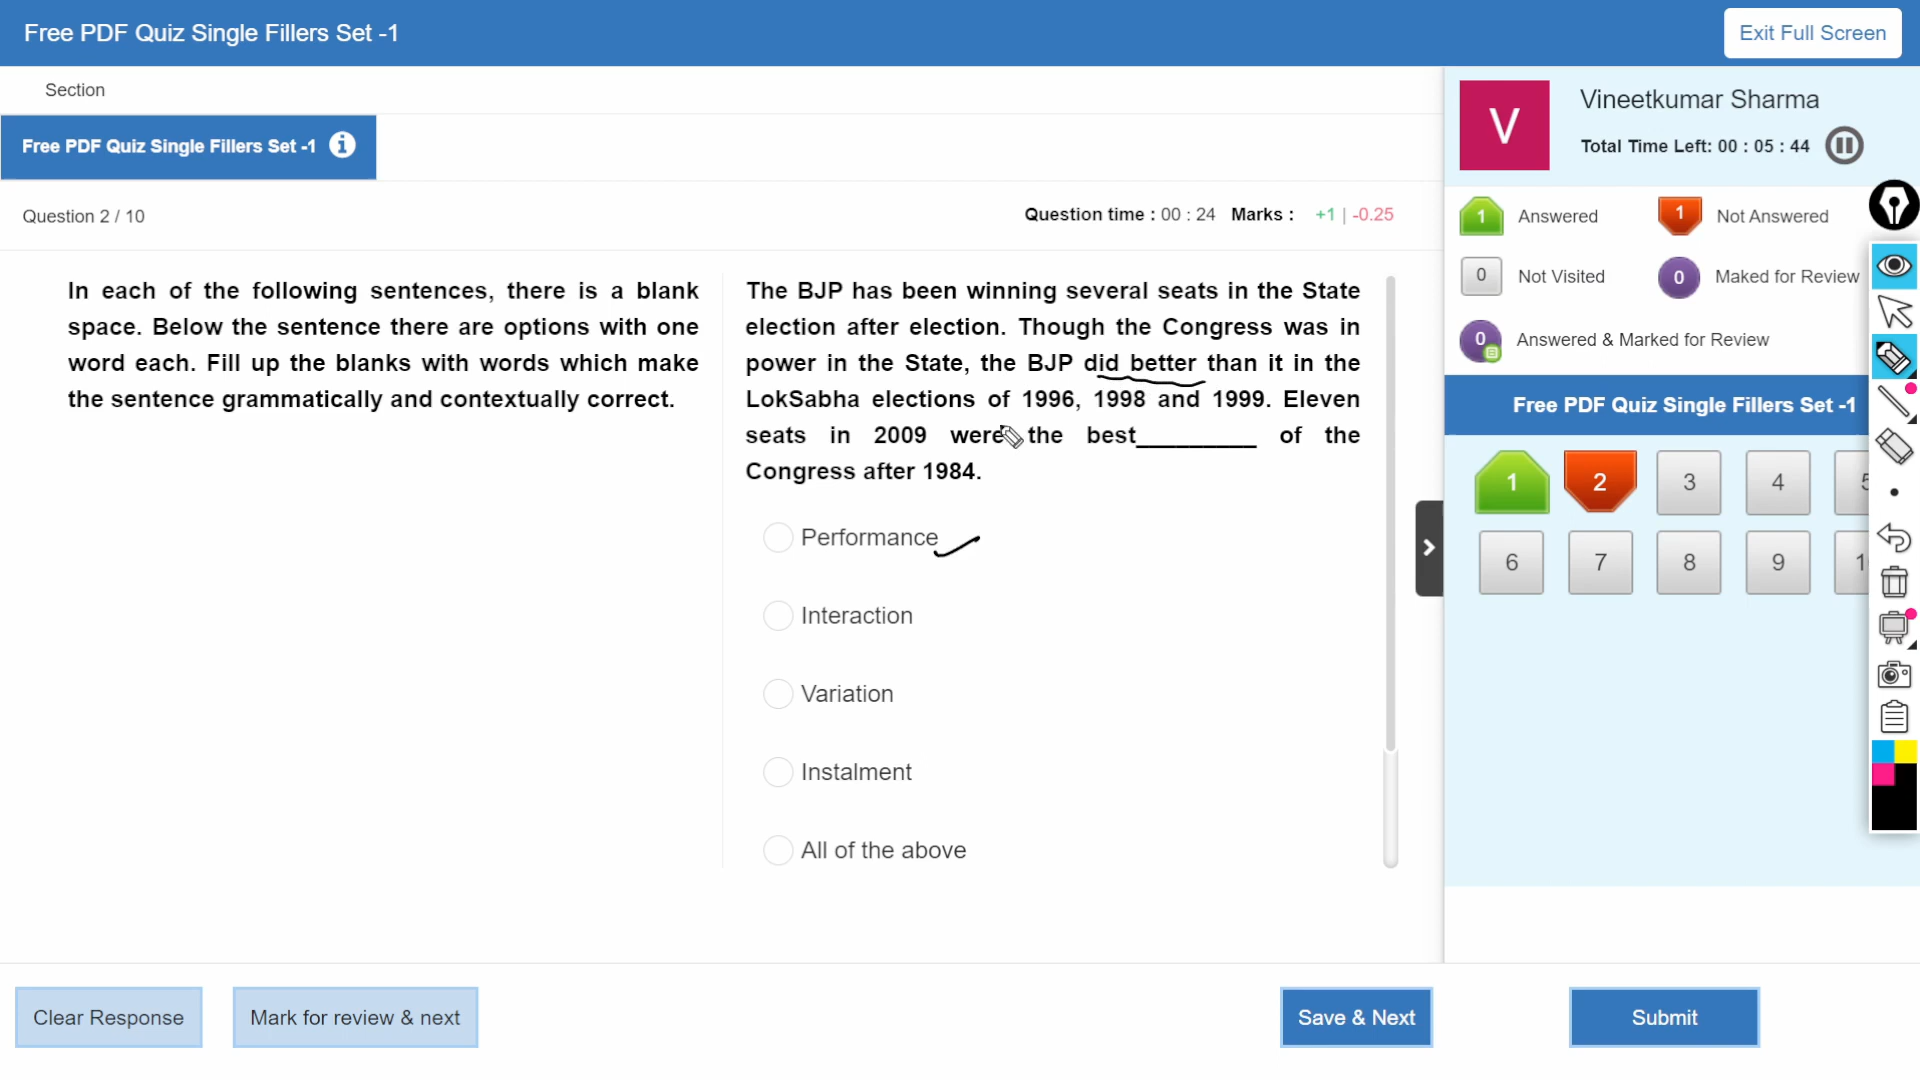 Free PDF Quiz Single Fillers Set -1
Exit Full Screen
Section
Free PDF Quiz Single Fillers Set -1
Question 2 / 10
Question time : 00 : 24 Marks : +1 | -0.25
In each of the following sentences, there is a blank
space. Below the sentence there are options with one
word each. Fill up the blanks with words which make
the sentence grammatically and contextually correct.
The BJP has been winning several seats in the State
election after election. Though the Congress was in
power in the State, the BJP did better than it in the
LokSabha elections of 1996, 1998 and 1999. Eleven
seats in 2009 were the best_________ of the
Congress after 1984.
Performance
Interaction
Variation
Instalment
All of the above
Clear Response
Mark for review & next
Save & Next
V
Vineetkumar Sharma
Total Time Left: 00 : 05 : 44
1 Answered
1 Not Answered
0 Not Visited
0 Maked for Review
0 Answered & Marked for Review
Free PDF Quiz Single Fillers Set -1
1 2 3 4 5
6 7 8 9 1
Submit